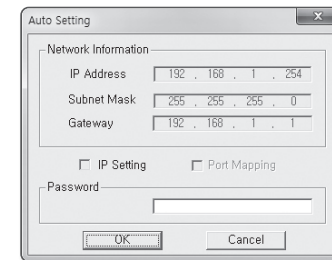 Auto Setting
Network Information
IP Address 192 . 168 . 1 . 254
Subnet Mask 255 . 255 . 255 . 0
Gateway 192 . 168 . 1 . 1
IP Setting Port Mapping
Password
OK Cancel